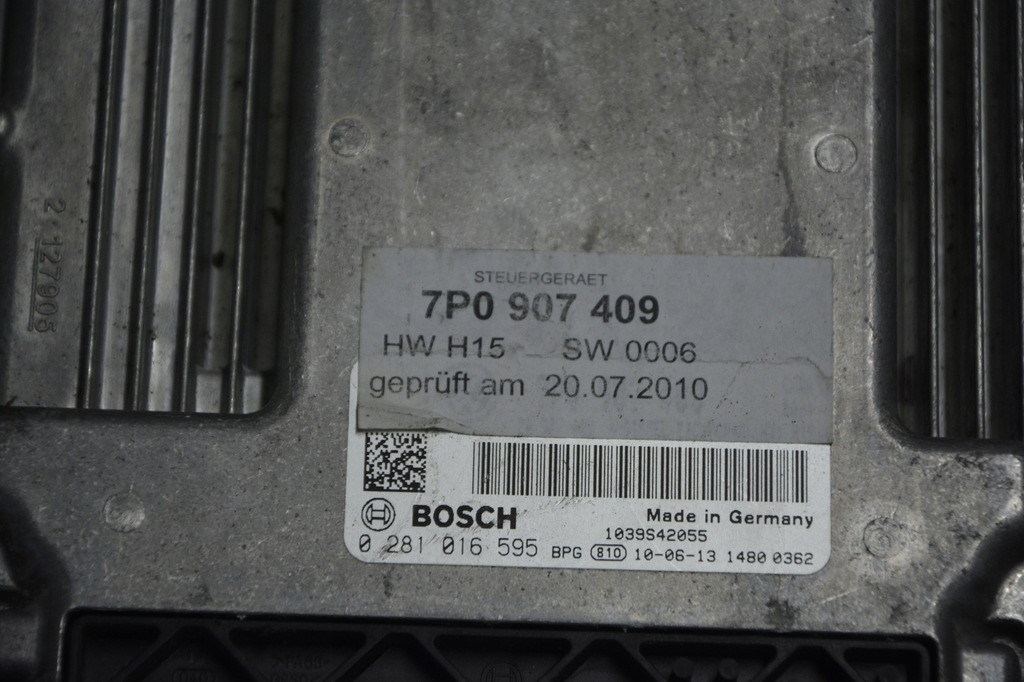 2 127906
STEUERGERAET
7P0 907 409
HW H15 SW 0006
geprüft am 20.07.2010
BOSCH
Made in Germany
1039S42055
0 281 016 595 BPG 810 10-06-13 1480 0362